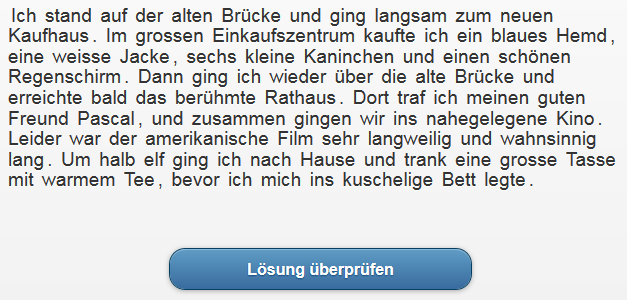 Ich stand auf der alten Brücke und ging langsam zum neuen
Kaufhaus. Im grossen Einkaufszentrum kaufte ich ein blaues Hemd,
eine weisse Jacke, sechs kleine Kaninchen und einen schönen
Regenschirm. Dann ging ich wieder über die alte Brücke und
erreichte bald das berühmte Rathaus. Dort traf ich meinen guten
Freund Pascal, und zusammen gingen wir ins nahegelegene Kino.
Leider war der amerikanische Film sehr langweilig und wahnsinnig
lang. Um halb elf ging ich nach Hause und trank eine grosse Tasse
mit warmem Tee, bevor ich mich ins kuschelige Bett legte.
Lösung überprüfen